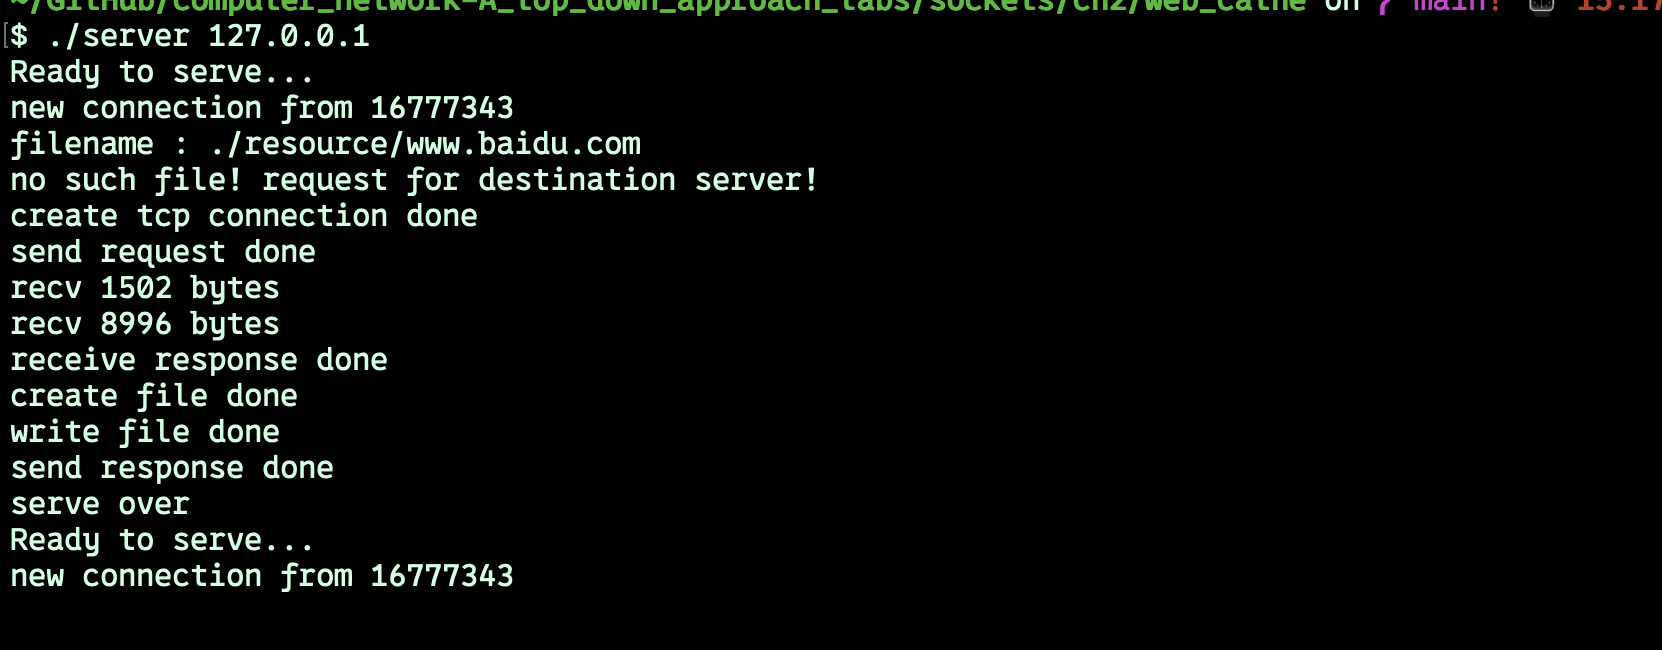 ~/GitHub/computer_network-A_top_down_approach_labs/sockets/ch2/web_cathe on main! 15:17
$ ./server 127.0.0.1
Ready to serve...
new connection from 16777343
filename : ./resource/www.baidu.com
no such file! request for destination server!
create tcp connection done
send request done
recv 1502 bytes
recv 8996 bytes
receive response done
create file done
write file done
send response done
serve over
Ready to serve...
new connection from 16777343